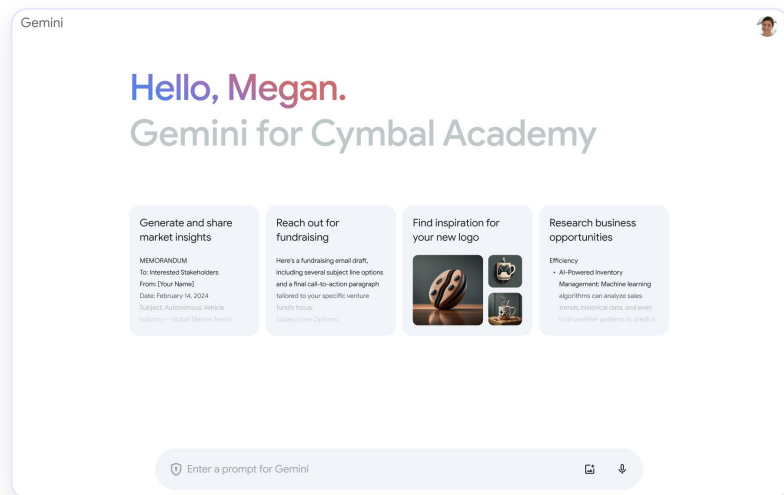 Gemini
Hello, Megan.
Gemini for Cymbal Academy
Generate and share
market insights
MEMORANDUM
To: Interested Stakeholders
From: [Your Name]
Date: February 14, 2024
Subject: Autonomous Vehicle
Industry - Global Market Trends
Reach out for
fundraising
Here's a fundraising email draft,
including several subject line options
and a final call-to-action paragraph
tailored to your specific venture
fund's focus.
Subject Line Options:
Find inspiration for
your new logo
Research business
opportunities
Efficiency
• AI-Powered Inventory
Management: Machine learning
algorithms can analyze sales
trends, historical data, and even
local weather patterns to predict
Enter a prompt for Gemini